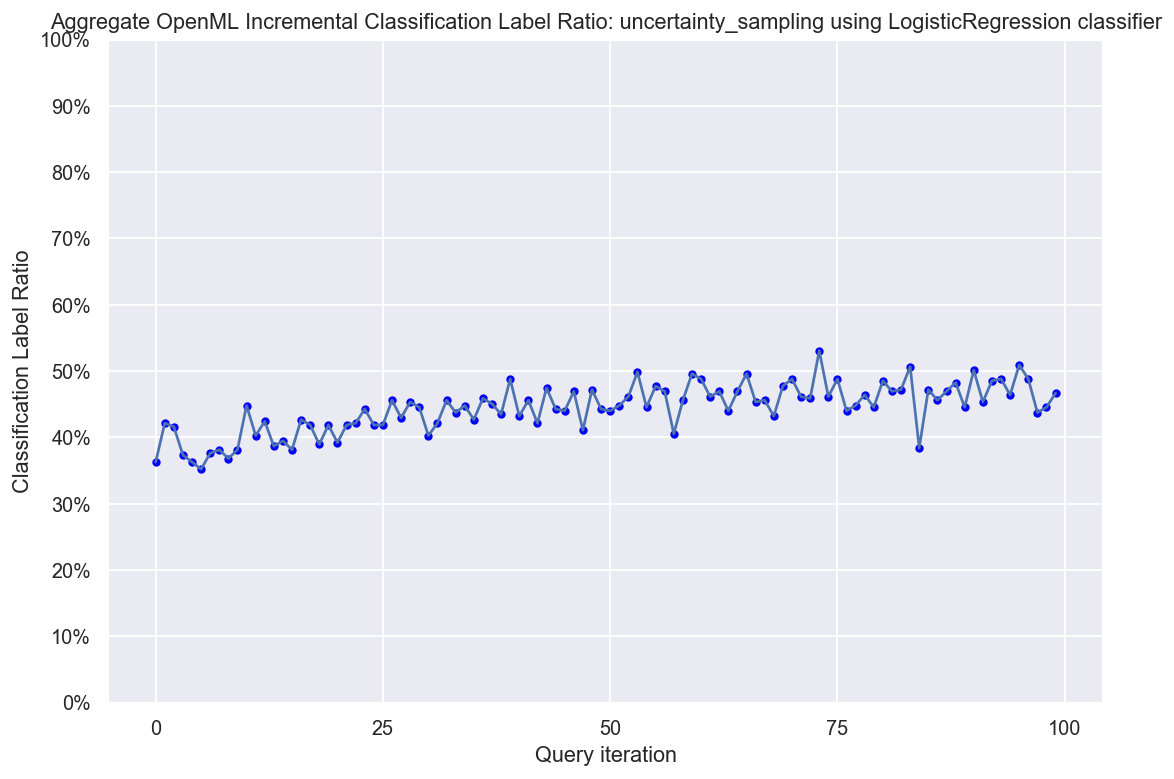 Aggregate OpenML Incremental Classification Label Ratio: uncertainty_sampling using LogisticRegression classifier
100%
90%
80%
70%
60%
50%
40%
30%
20%
10%
0%
Classification Label Ratio
0 25 50 75 100
Query iteration